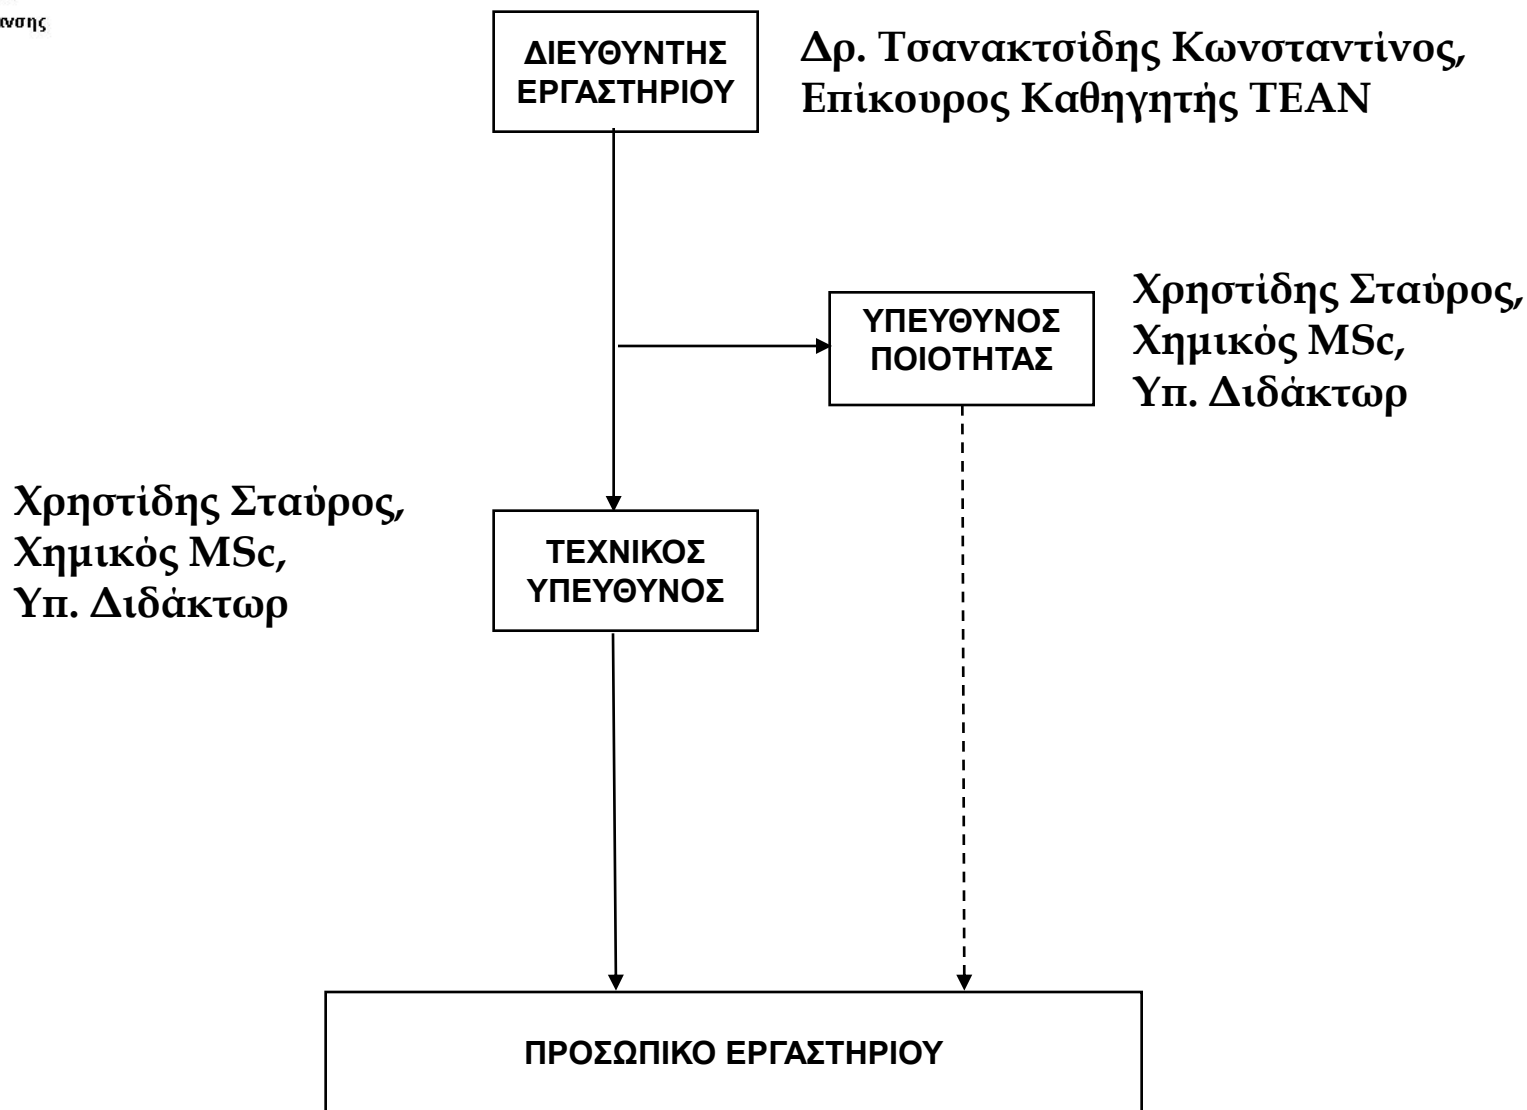 ΔΙΕΥΘΥΝΤΗΣ
ΕΡΓΑΣΤΗΡΙΟΥ
Δρ. Τσανακτσίδης Κωνσταντίνος,
Επίκουρος Καθηγητής ΤΕΑΝ
ΥΠΕΥΘΥΝΟΣ
ΠΟΙΟΤΗΤΑΣ
Χρηστίδης Σταύρος,
Χημικός MSc,
Υπ. Διδάκτωρ
Χρηστίδης Σταύρος,
Χημικός MSc,
Υπ. Διδάκτωρ
ΤΕΧΝΙΚΟΣ
ΥΠΕΥΘΥΝΟΣ
ΠΡΟΣΩΠΙΚΟ ΕΡΓΑΣΤΗΡΙΟΥ